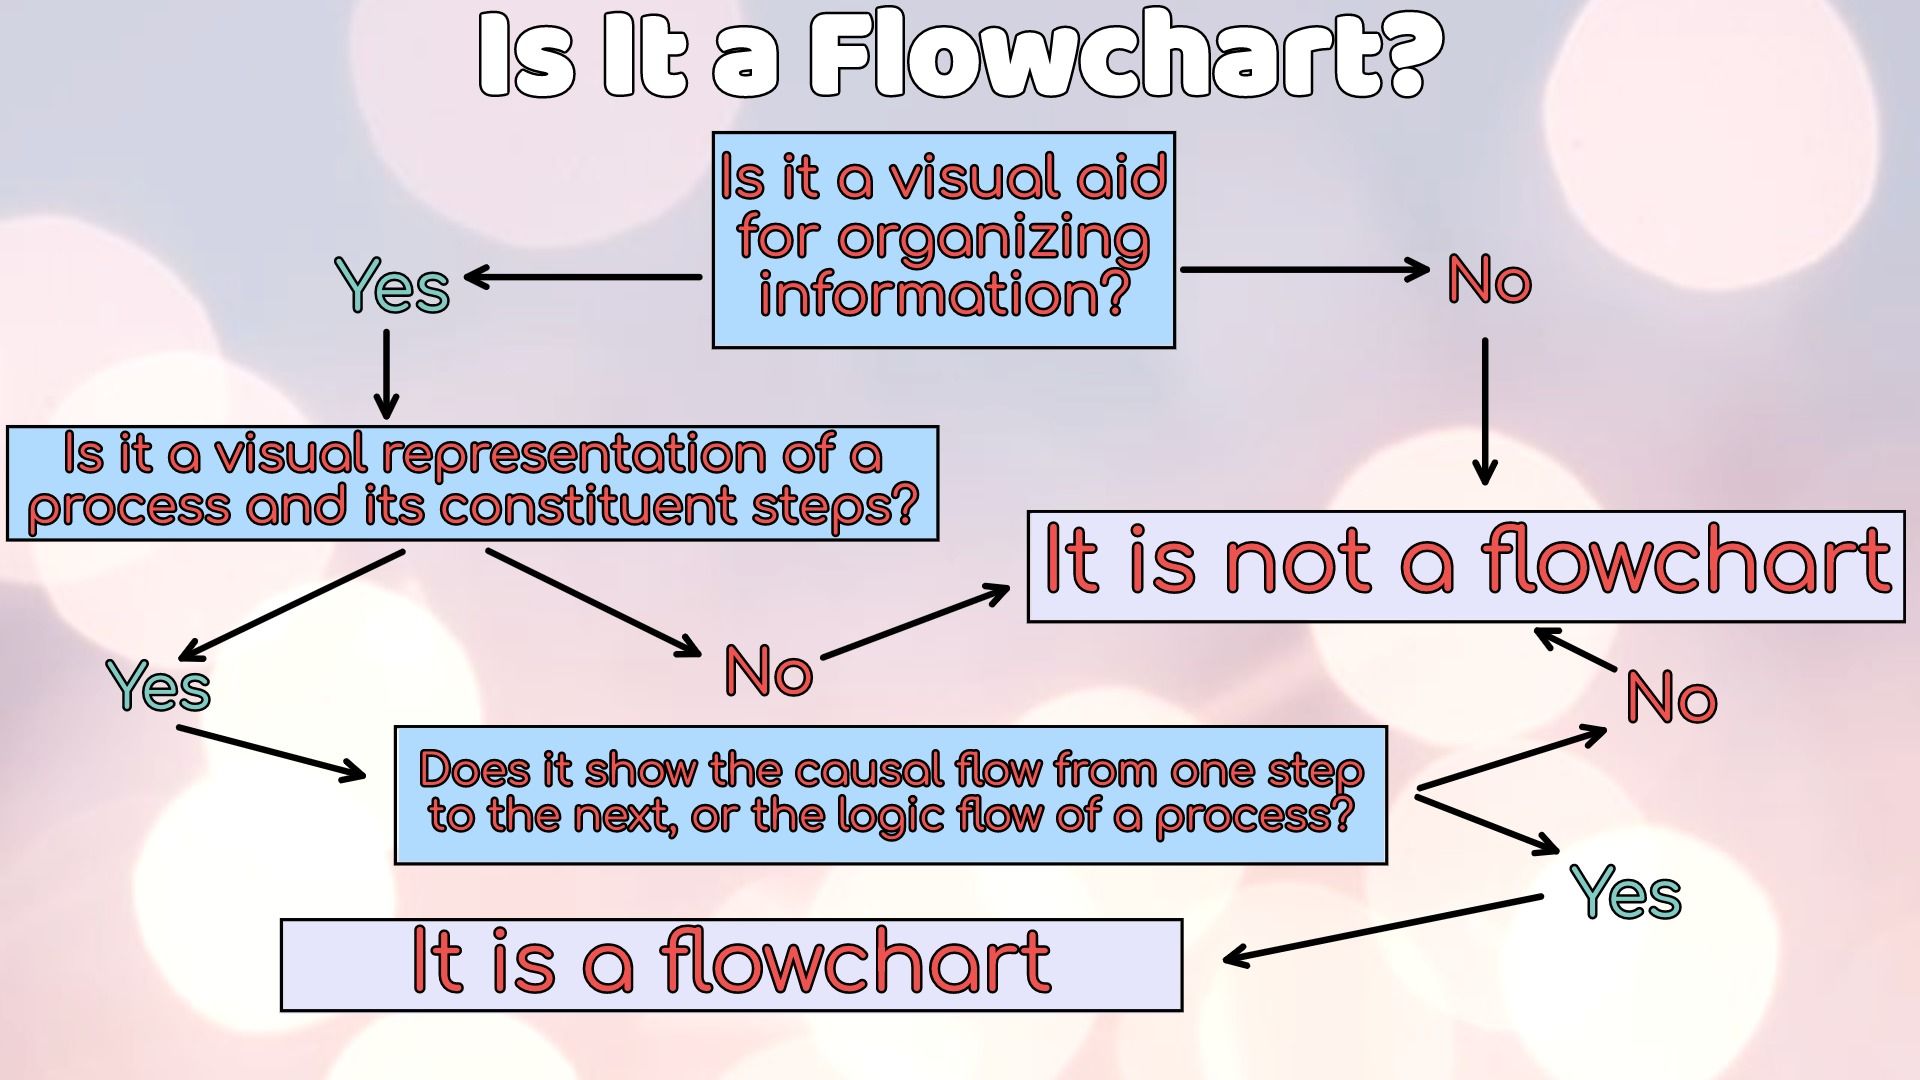 Is It a Flowchart?
Is it a visual aid
for organizing
information?
Yes
No
Is it a visual representation of a
process and its constituent steps?
It is not a flowchart
Yes
No
No
Does it show the causal flow from one step
to the next, or the logic flow of a process?
Yes
It is a flowchart